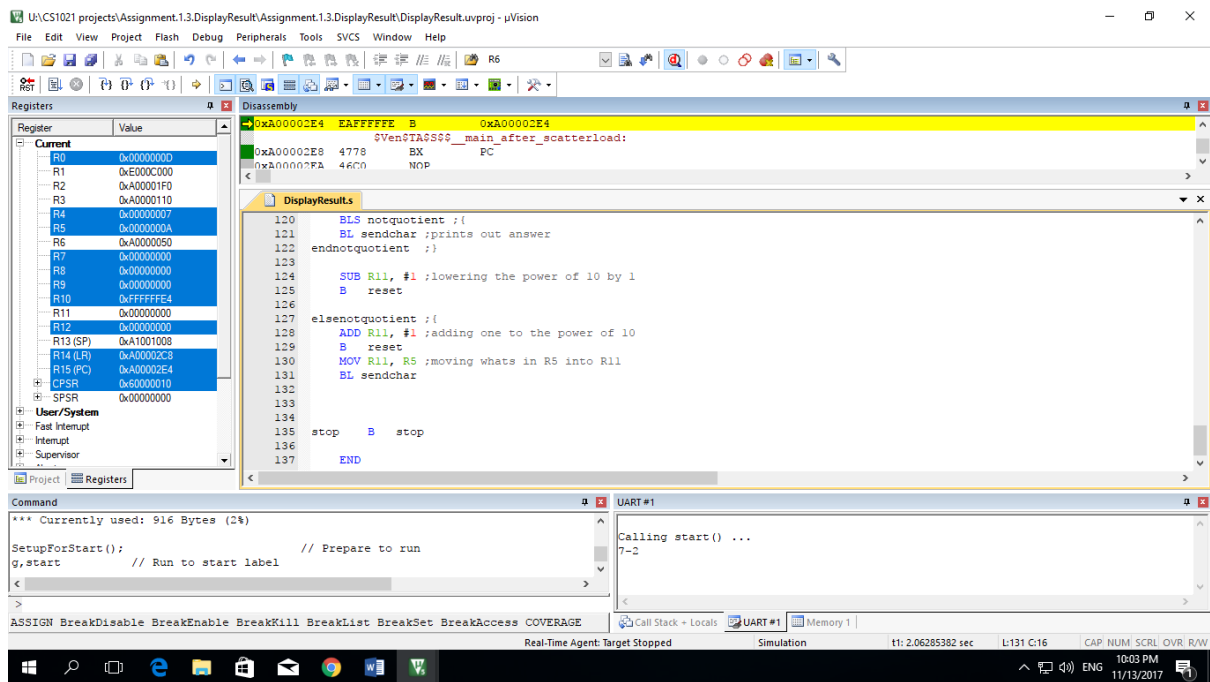 U:\CS1021 projects\Assignment.1.3.DisplayResult\Assignment.1.3.DisplayResult\DisplayResult.uvproj - µVision
File Edit View Project Flash Debug Peripherals Tools SVCS Window Help
R6
RST
Registers
Register Value
Current
R0 0x0000000D
R1 0xE000C000
R2 0xA00001F0
R3 0xA0000110
R4 0x00000007
R5 0x0000000A
R6 0xA0000050
R7 0x00000000
R8 0x00000000
R9 0x00000000
R10 0xFFFFFFE4
R11 0x00000000
R12 0x00000000
R13 (SP) 0xA1001008
R14 (LR) 0xA00002C8
R15 (PC) 0xA00002E4
CPSR 0x60000010
SPSR 0x00000000
User/System
Fast Interrupt
Interrupt
Supervisor
Project Registers
Disassembly
0xA00002E4 EAFFFFFE B 0xA00002E4
$Ven$TA$S$$__main_after_scatterload:
0xA00002E8 4778 BX PC
0xA00002EA 46C0 NOP
DisplayResult.s
120 BLS notquotient ;{
121 BL sendchar ;prints out answer
122 endnotquotient ;}
123
124 SUB R11, #1 ;lowering the power of 10 by 1
125 B reset
126
127 elsenotquotient ;{
128 ADD R11, #1 ;adding one to the power of 10
129 B reset
130 MOV R11, R5 ;moving whats in R5 into R11
131 BL sendchar
132
133
134
135 stop B stop
136
137 END
Command
*** Currently used: 916 Bytes (2%)
SetupForStart(); // Prepare to run
g,start // Run to start label
>
ASSIGN BreakDisable BreakEnable BreakKill BreakList BreakSet BreakAccess COVERAGE
UART #1
Calling start() ...
7-2
Call Stack + Locals UART #1 Memory 1
Real-Time Agent: Target Stopped Simulation t1: 2.06285382 sec L:131 C:16 CAP NUM SCRL OVR R/W
ENG 10:03 PM
11/13/2017